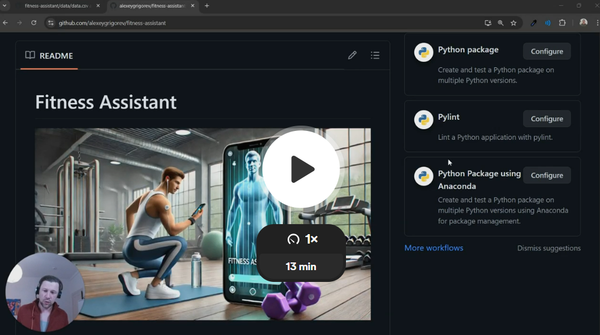 fitness-assistant/data/data.csv
alexeygrigorev/fitness-assistan
github.com/alexeygrigorev/fitness-assistant
README
Fitness Assistant
FITNESS AS
1×
13 min
Python package
Configure
Create and test a Python package on
multiple Python versions.
Pylint
Configure
Lint a Python application with pylint.
Python Package using
Anaconda
Configure
Create and test a Python package on
multiple Python versions using Anaconda
for package management.
More workflows
Dismiss suggestions